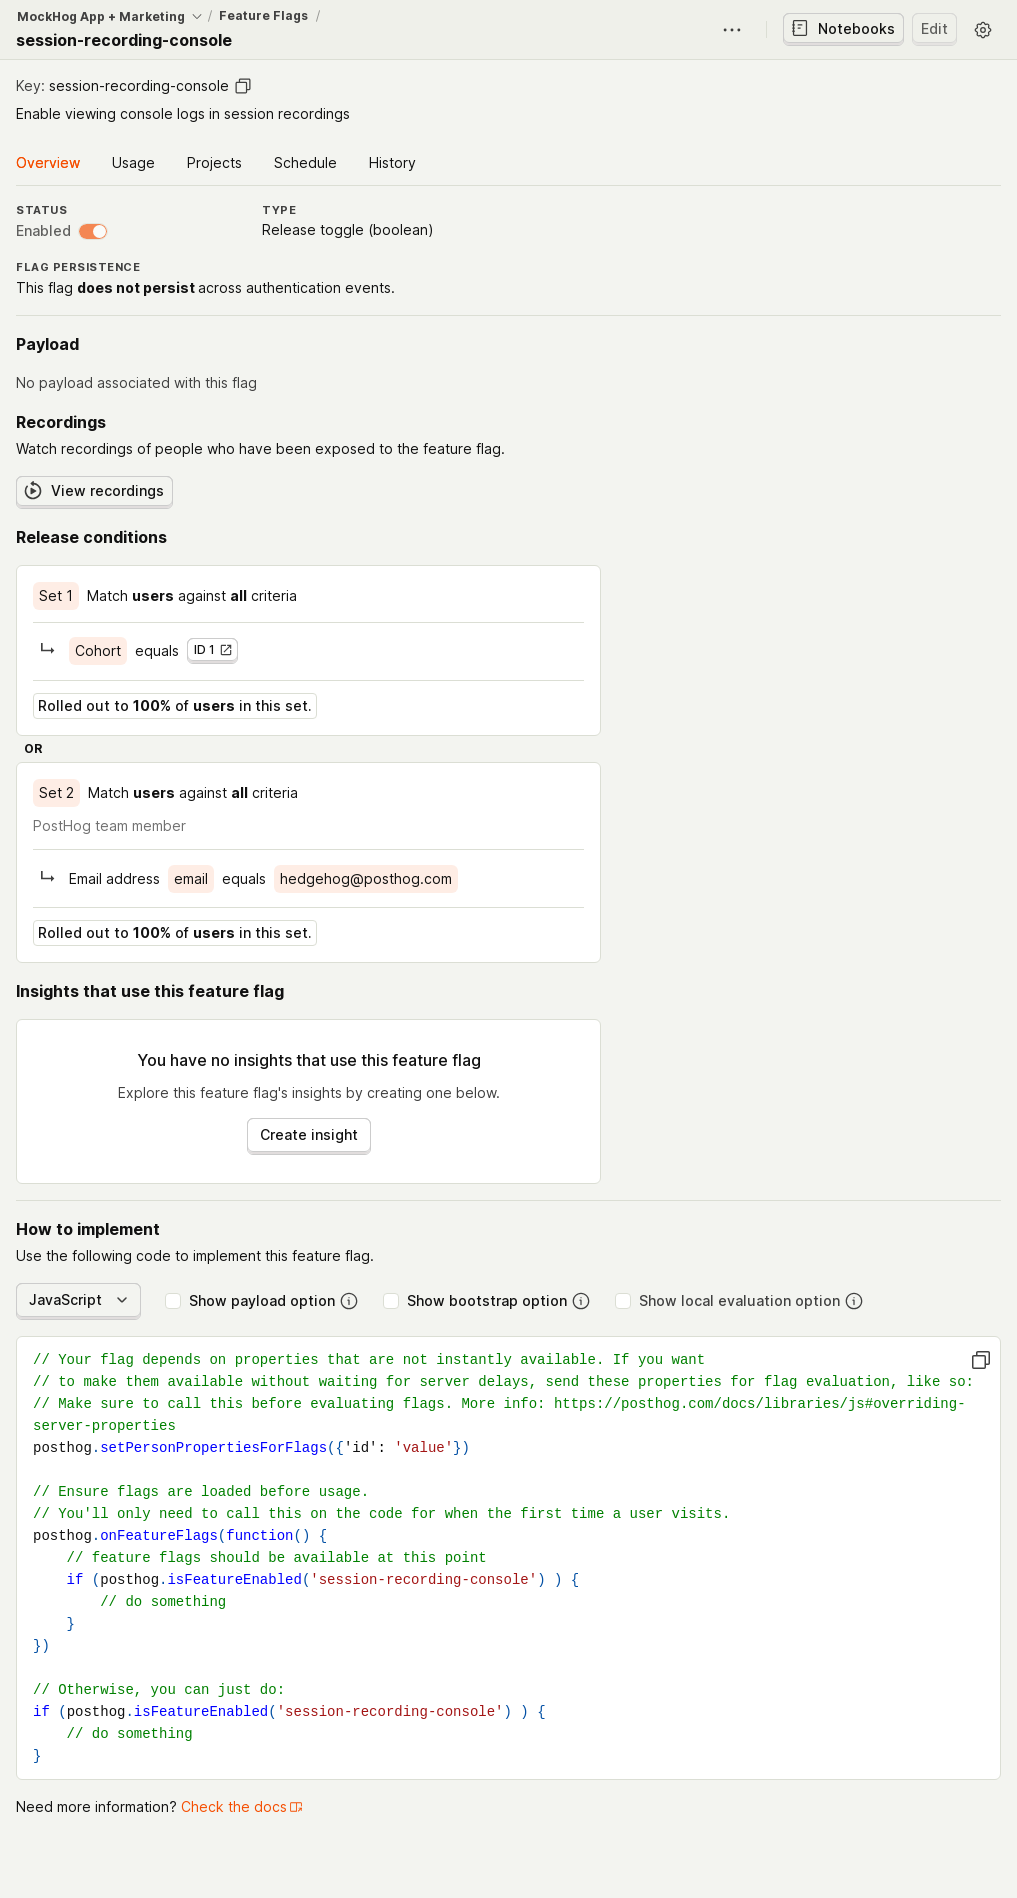 MockHog App + Marketing / Feature Flags /
session-recording-console
Notebooks
Edit
Key: session-recording-console
Enable viewing console logs in session recordings
Overview Usage Projects Schedule History
STATUS TYPE
Enabled Release toggle (boolean)
FLAG PERSISTENCE
This flag does not persist across authentication events.
Payload
No payload associated with this flag
Recordings
Watch recordings of people who have been exposed to the feature flag.
View recordings
Release conditions
Set 1 Match users against all criteria
Cohort equals ID 1
Rolled out to 100% of users in this set.
OR
Set 2 Match users against all criteria
PostHog team member
Email address email equals hedgehog@posthog.com
Rolled out to 100% of users in this set.
Insights that use this feature flag
You have no insights that use this feature flag
Explore this feature flag's insights by creating one below.
Create insight
How to implement
Use the following code to implement this feature flag.
JavaScript Show payload option Show bootstrap option Show local evaluation option
// Your flag depends on properties that are not instantly available. If you want
// to make them available without waiting for server delays, send these properties for flag evaluation, like so:
// Make sure to call this before evaluating flags. More info: https://posthog.com/docs/libraries/js#overriding-
server-properties
posthog.setPersonPropertiesForFlags({'id': 'value'})
// Ensure flags are loaded before usage.
// You'll only need to call this on the code for when the first time a user visits.
posthog.onFeatureFlags(function() {
    // feature flags should be available at this point
    if (posthog.isFeatureEnabled('session-recording-console') ) {
        // do something
    }
})
// Otherwise, you can just do:
if (posthog.isFeatureEnabled('session-recording-console') ) {
    // do something
}
Need more information? Check the docs